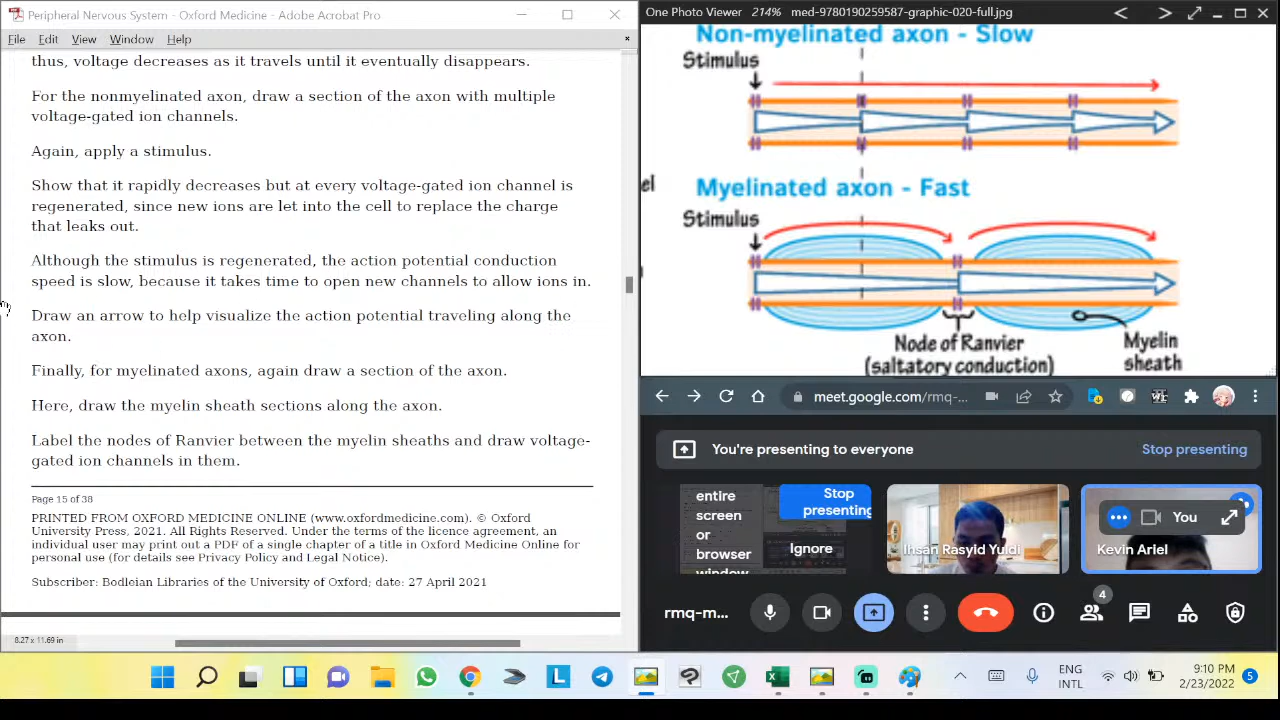 Peripheral Nervous System - Oxford Medicine - Adobe Acrobat Pro
File Edit View Window Help
thus, voltage decreases as it travels until it eventually disappears.
For the nonmyelinated axon, draw a section of the axon with multiple
voltage-gated ion channels.
Again, apply a stimulus.
Show that it rapidly decreases but at every voltage-gated ion channel is
regenerated, since new ions are let into the cell to replace the charge
that leaks out.
Although the stimulus is regenerated, the action potential conduction
speed is slow, because it takes time to open new channels to allow ions in.
Draw an arrow to help visualize the action potential traveling along the
axon.
Finally, for myelinated axons, again draw a section of the axon.
Here, draw the myelin sheath sections along the axon.
Label the nodes of Ranvier between the myelin sheaths and draw voltage-
gated ion channels in them.
Page 15 of 38
PRINTED FROM OXFORD MEDICINE ONLINE (www.oxfordmedicine.com). © Oxford
University Press, 2021. All Rights Reserved. Under the terms of the licence agreement, an
individual user may print out a PDF of a single chapter of a title in Oxford Medicine Online for
personal use (for details see Privacy Policy and Legal Notice).
Subscriber: Bodleian Libraries of the University of Oxford; date: 27 April 2021
8.27 x 11.69 in
One Photo Viewer 214% med-9780190259587-graphic-020-full.jpg
Non-myelinated axon - Slow
Stimulus
el
Myelinated axon - Fast
Stimulus
Node of Ranvier
(saltatory conduction)
Myelin
sheath
meet.google.com/rmq-...
You're presenting to everyone
Stop presenting
entire
screen
or
browser
window
Stop
presenting
Ignore
Ihsan Rasyid Yuldi
You
Kevin Ariel
rmq-m...
4
ENG
INTL
9:10 PM
2/23/2022
5